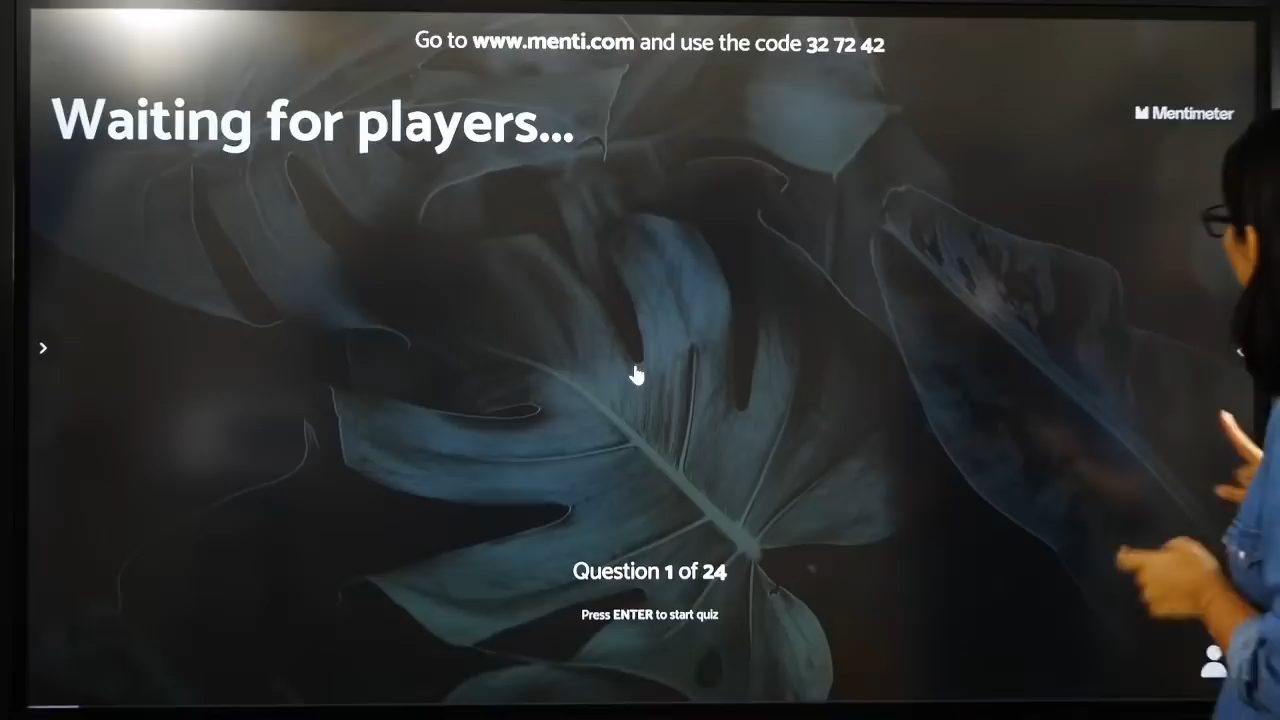 Go to www.menti.com and use the code 32 72 42
Waiting for players...
Mentimeter
Question 1 of 24
Press ENTER to start quiz